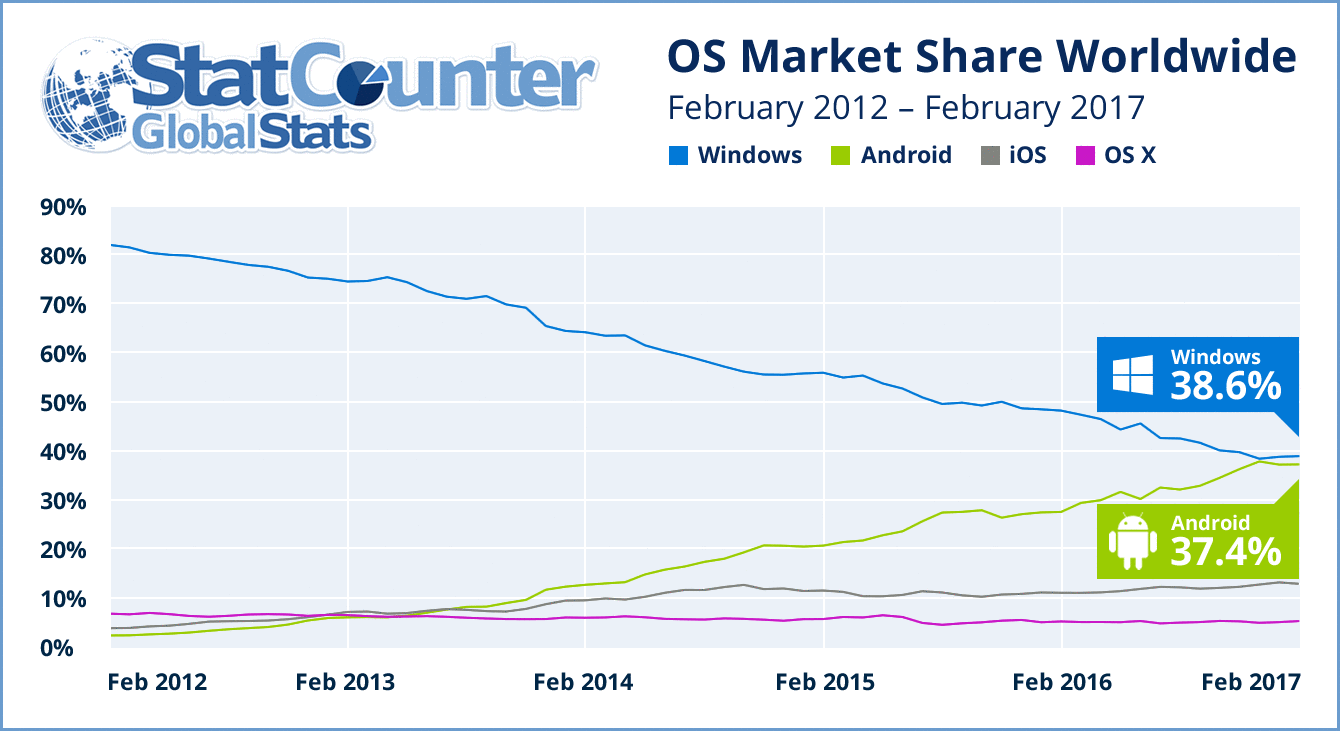 StatCounter
GlobalStats
OS Market Share Worldwide
February 2012 – February 2017
Windows Android iOS OS X
90%
80%
70%
60%
50%
40%
30%
20%
10%
0%
Windows
38.6%
Android
37.4%
Feb 2012 Feb 2013 Feb 2014 Feb 2015 Feb 2016 Feb 2017